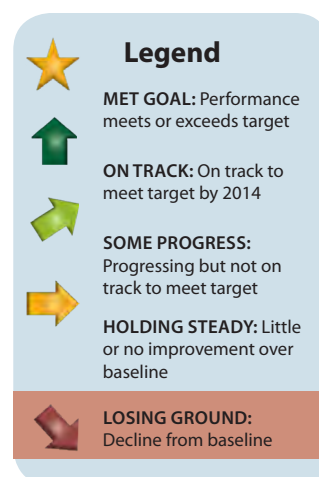 Legend
MET GOAL: Performance
meets or exceeds target
ON TRACK: On track to
meet target by 2014
SOME PROGRESS:
Progressing but not on
track to meet target
HOLDING STEADY: Little
or no improvement over
baseline
LOSING GROUND:
Decline from baseline